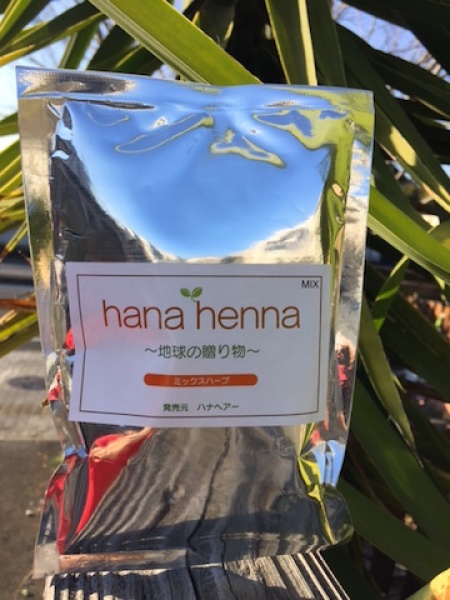 MIX
hana henna
～地球の贈り物～
ミックスハーブ
発売元 ハナヘアー